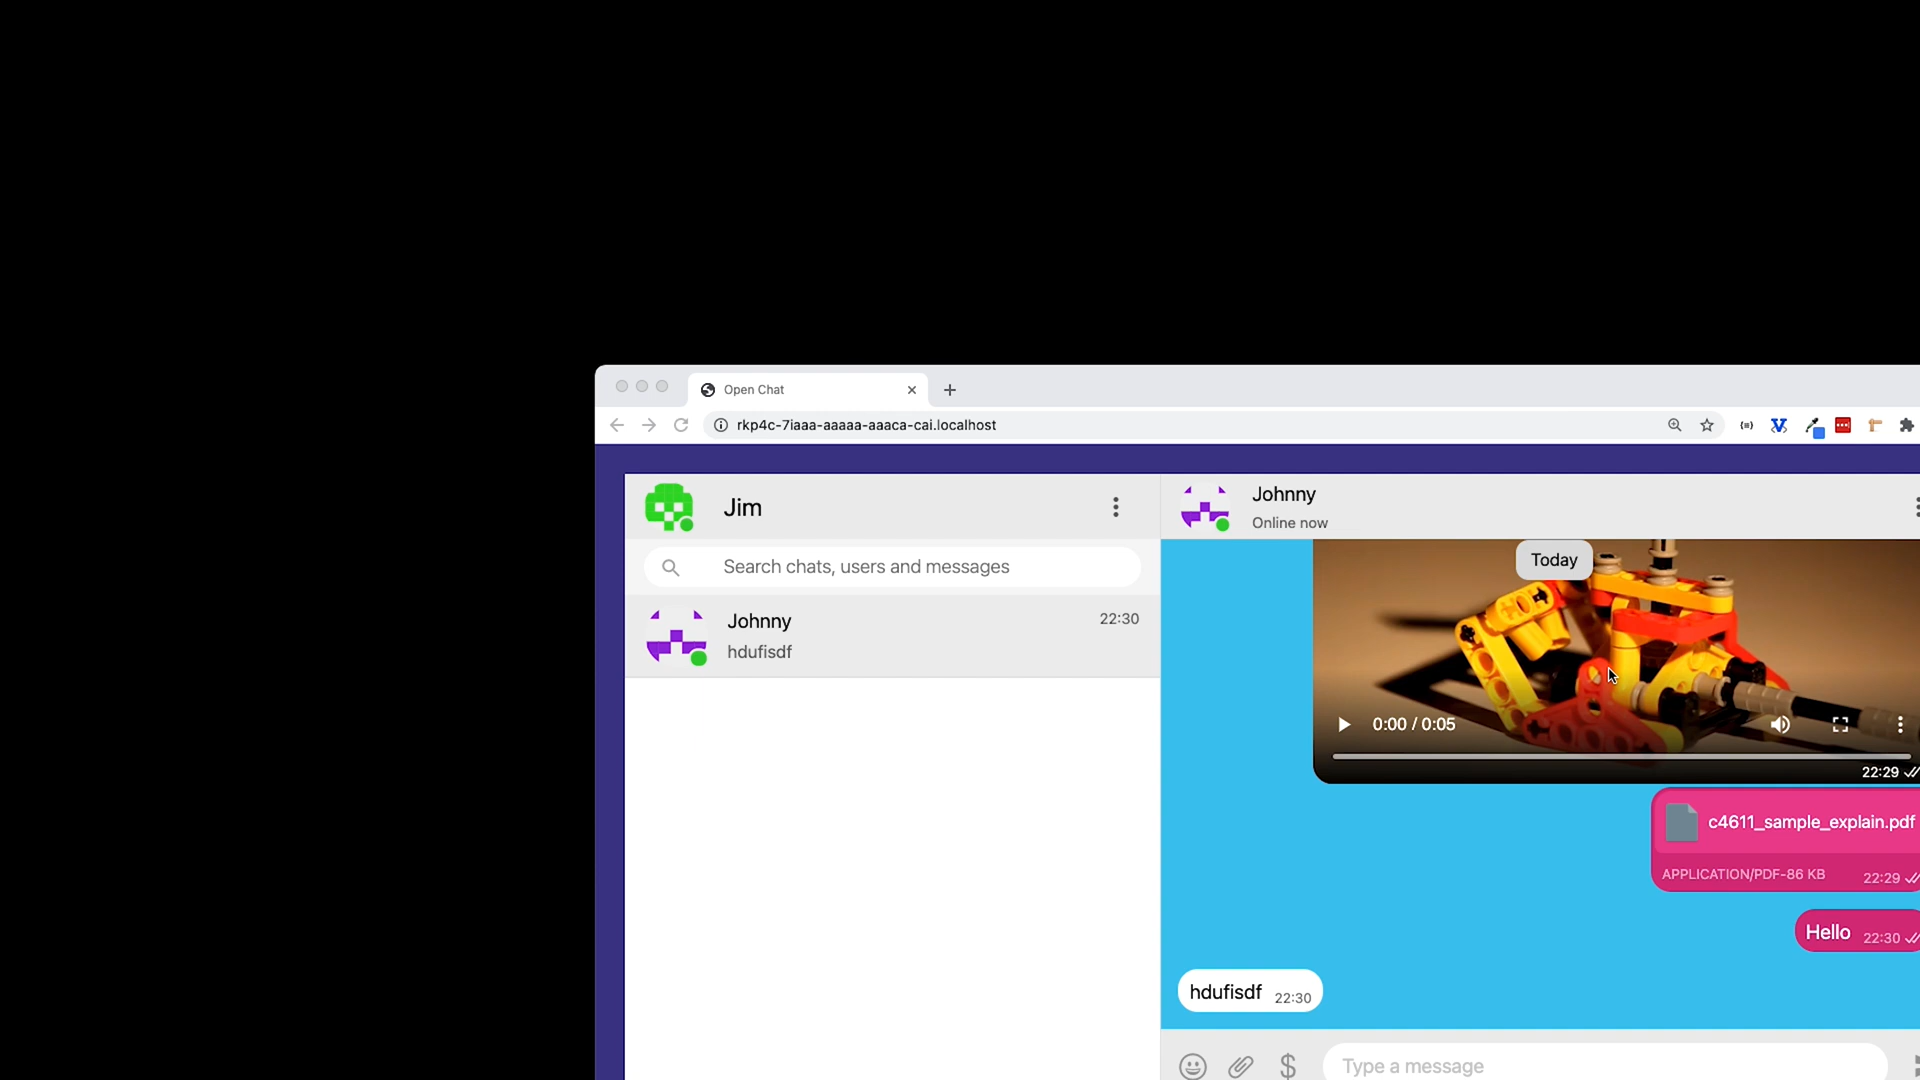 Open Chat
rkp4c-7iaaa-aaaaa-aaaca-cai.localhost
Jim
Search chats, users and messages
Johnny
22:30
hdufisdf
Johnny
Online now
Today
0:00 / 0:05
22:29
c4611_sample_explain.pdf
APPLICATION/PDF-86 KB
22:29
Hello
22:30
hdufisdf
22:30
$
Type a message